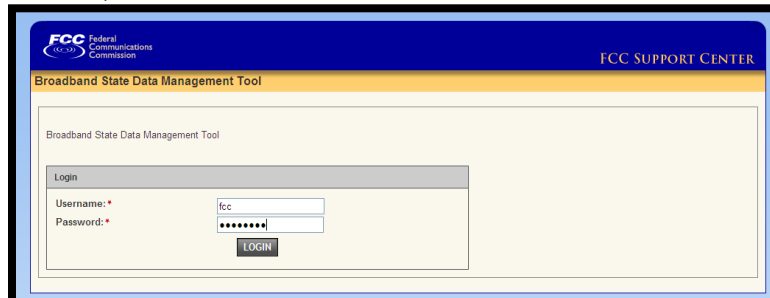 FCC Federal
Communications
Commission
FCC SUPPORT CENTER
Broadband State Data Management Tool
Broadband State Data Management Tool
Login
Username:*
fcc
Password:*
••••••••
LOGIN